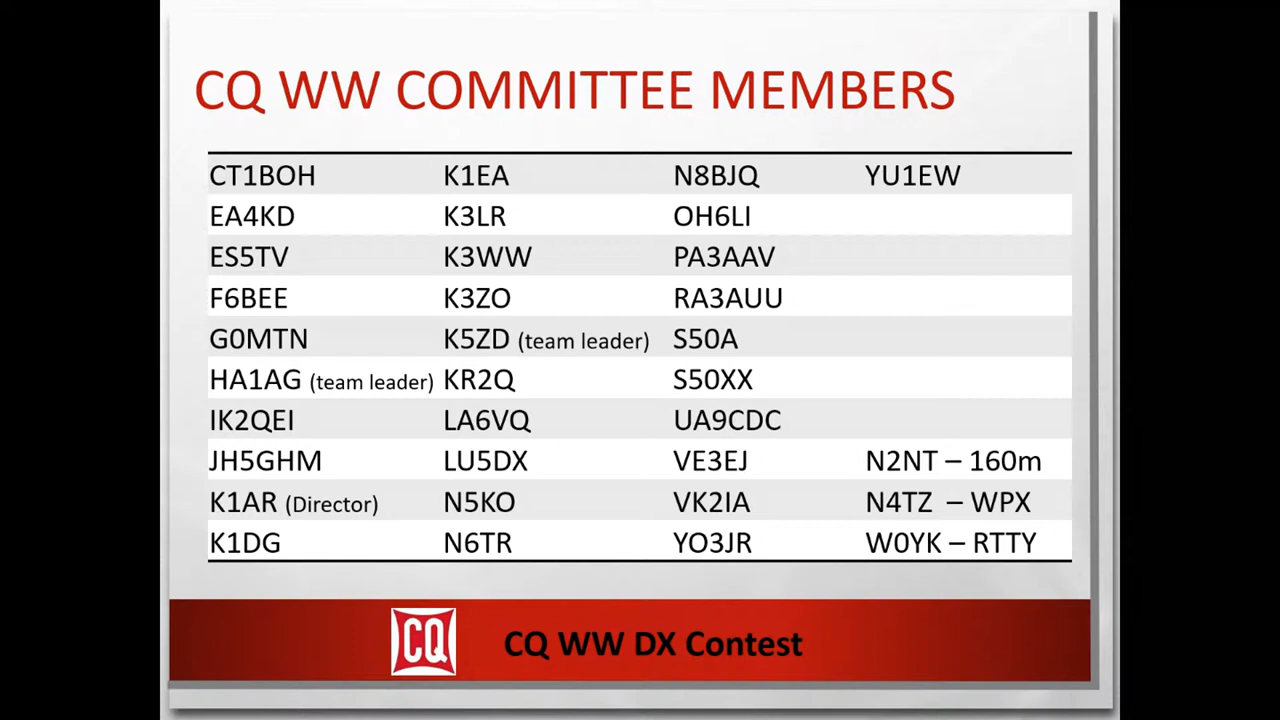 CQ WW COMMITTEE MEMBERS
CT1BOH K1EA N8BJQ YU1EW
EA4KD K3LR OH6LI
ES5TV K3WW PA3AAV
F6BEE K3ZO RA3AUU
G0MTN K5ZD (team leader) S50A
HA1AG (team leader) KR2Q S50XX
IK2QEI LA6VQ UA9CDC
JH5GHM LU5DX VE3EJ N2NT – 160m
K1AR (Director) N5KO VK2IA N4TZ – WPX
K1DG N6TR YO3JR W0YK – RTTY
CQ CQ WW DX Contest